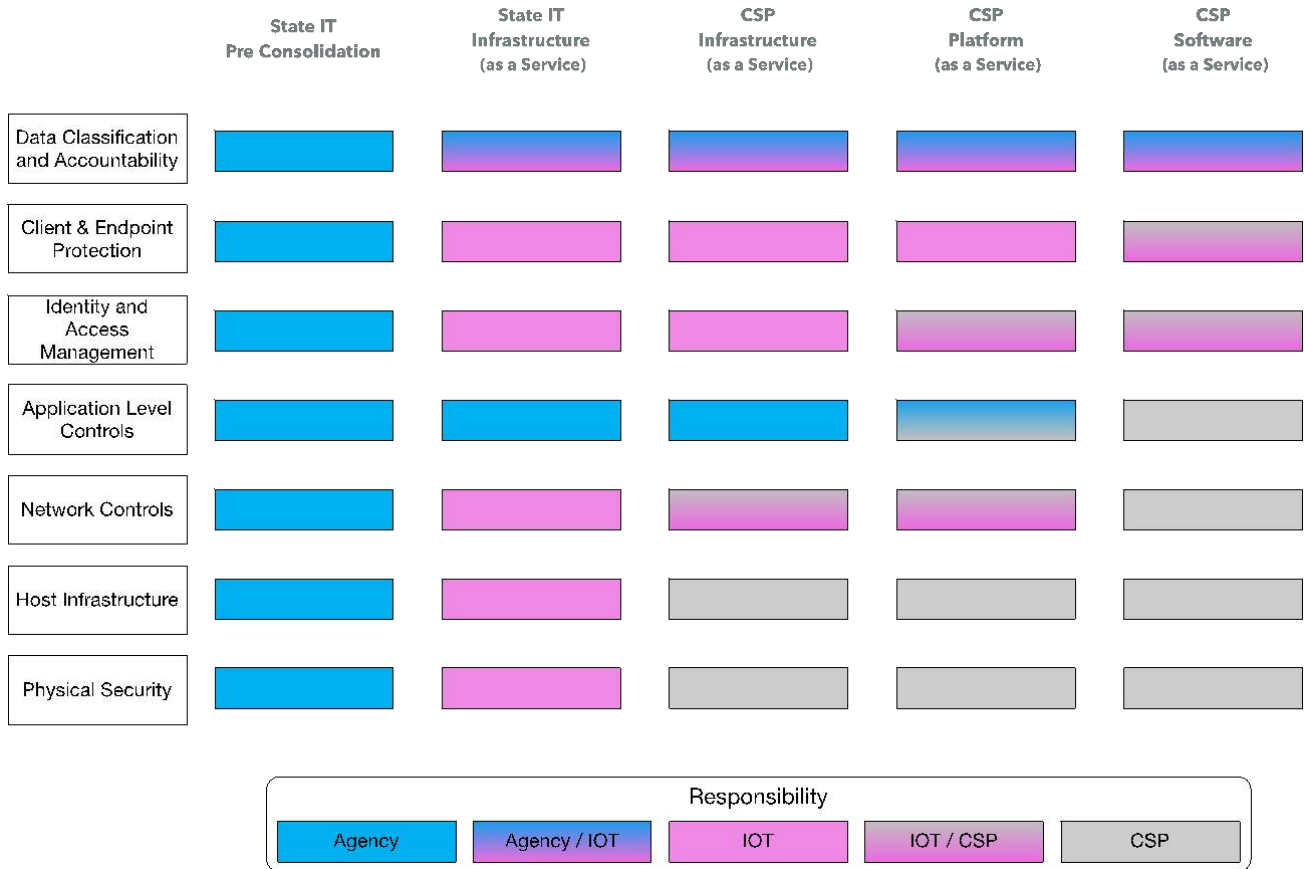 State IT
Pre Consolidation
State IT
Infrastructure
(as a Service)
CSP
Infrastructure
(as a Service)
CSP
Platform
(as a Service)
CSP
Software
(as a Service)
Data Classification
and Accountability
Client & Endpoint
Protection
Identity and
Access
Management
Application Level
Controls
Network Controls
Host Infrastructure
Physical Security
Responsibility
Agency
Agency / IOT
IOT
IOT / CSP
CSP